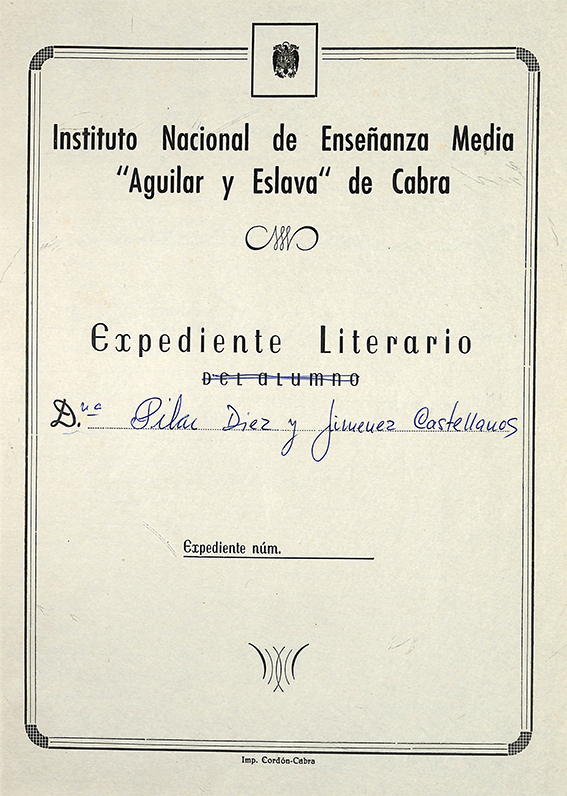 Instituto Nacional de Enseñanza Media
"Aguilar y Eslava" de Cabra
Expediente Literario
DEL ALUMNO
D.na Pilar Diez y Jimenez Castellanos
Expediente núm.
Imp. Cordón-Cabra